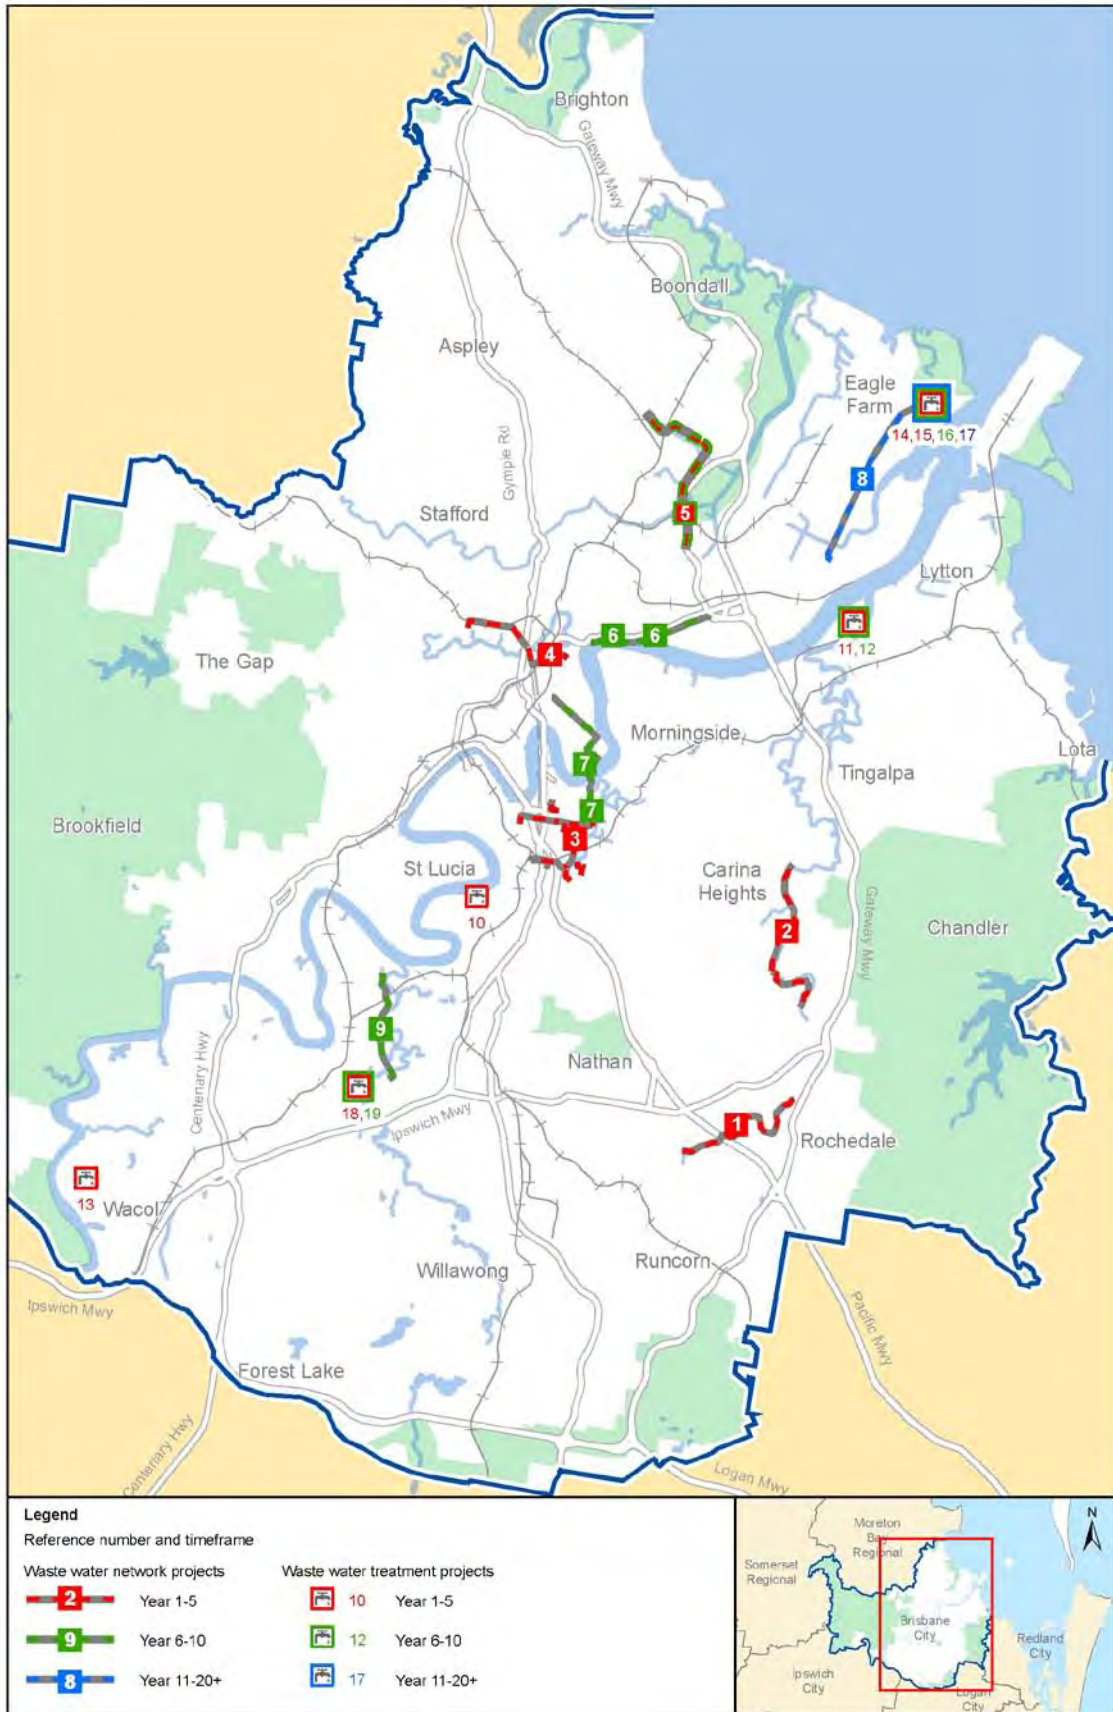 Brighton
Gateway Mwy
Boondall
Aspley
Eagle
Farm
14,15,16,17
Gympie Rd
8
Stafford
5
Lytton
6 6
11,12
4
The Gap
Morningside
Lota
7
Tingalpa
7
Brookfield
3
St Lucia
Carina
Heights
10
Gateway Mwy
2
Chandler
9
Nathan
Centenary Hwy
18,19
Ipswich Mwy
1
Rochedale
13
Wacol
Willawong
Runcorn
Ipswich Mwy
Pacific Mwy
Forest Lake
Centenary Hwy
Logan Mwy
Legend
Reference number and timeframe
Waste water network projects
2 Year 1-5
9 Year 6-10
8 Year 11-20+
Waste water treatment projects
10 Year 1-5
12 Year 6-10
17 Year 11-20+
N
Moreton
Bay
Regional
Somerset
Regional
Brisbane
City
Redland
City
Ipswich
City
Logan
City